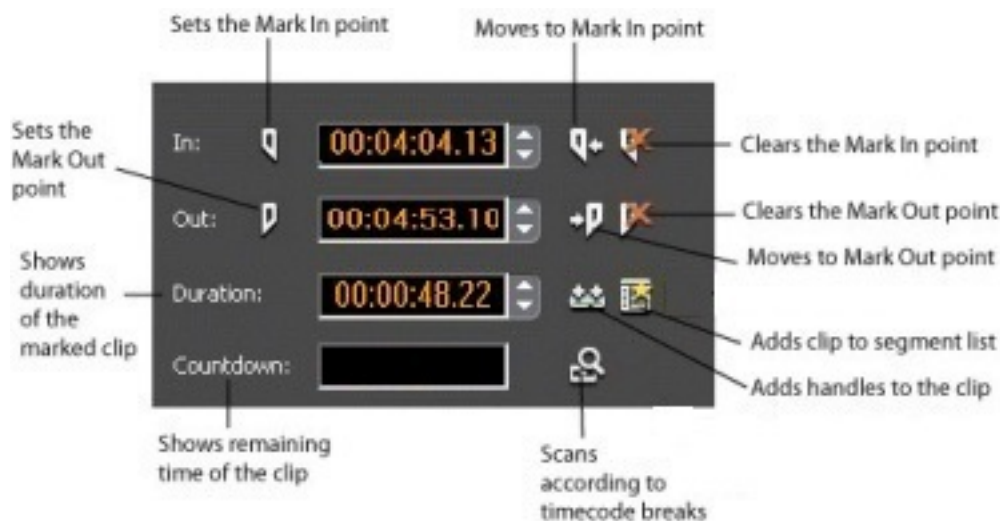 Sets the Mark In point
Moves to Mark In point
Sets the
Mark Out
point
In:
00:04:04.13
Clears the Mark In point
Out:
00:04:53.10
Clears the Mark Out point
Moves to Mark Out point
Shows
duration
of the
marked clip
Duration:
00:00:48.22
Adds clip to segment list
Adds handles to the clip
Countdown:
Shows remaining
time of the clip
Scans
according to
timecode breaks